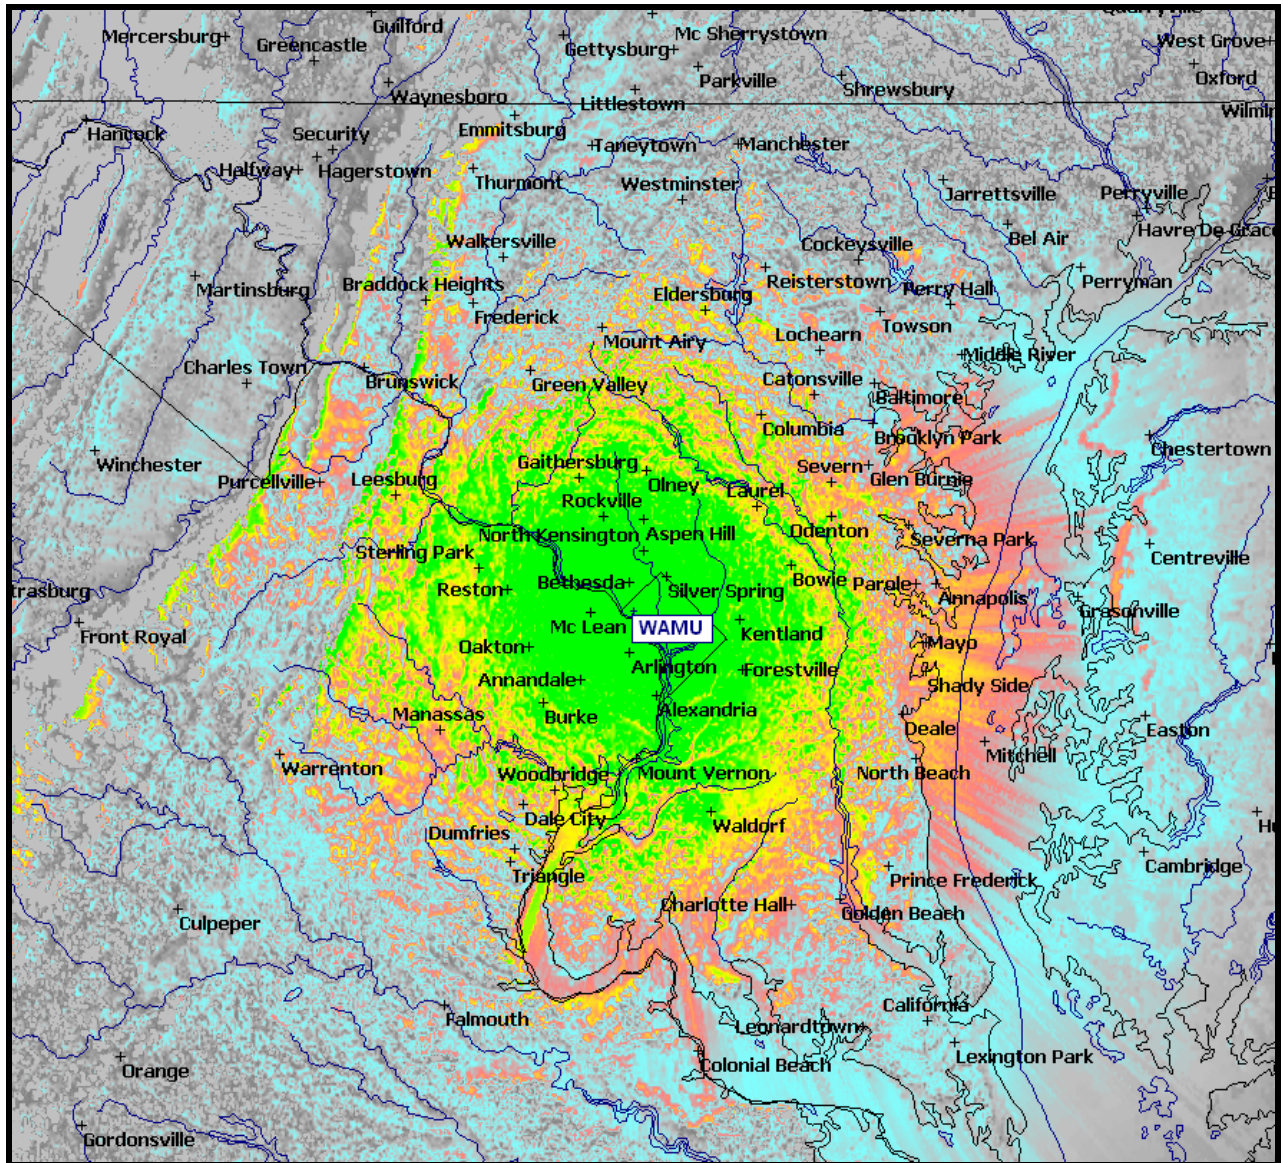 Guilford
Mercersburg
Greencastle
Gettysburg
Mc Sherrystown
West Grove
Parkville
Oxford
Shrewsbury
Waynesboro
Littlestown
Hancock
Security
Emmitsburg
Taneytown
Manchester
Halfway
Hagerstown
Thurmont
Westminster
Jarrettsville
Perryville
Havre De Grace
Walkersville
Cockeysville
Bel Air
Martinsburg
Braddock Heights
Eldersburg
Reisterstown
Perry Hall
Perryman
Frederick
Mount Airy
Lochearn
Towson
Middle River
Charles Town
Brunswick
Green Valley
Catonsville
Baltimore
Columbia
Brooklyn Park
Chestertown
Winchester
Purcellville
Leesburg
Gaithersburg
Olney
Severn
Glen Burnie
Rockville
Laurel
North Kensington
Aspen Hill
Odenton
Severna Park
Sterling Park
Centreville
trasburg
Reston
Bethesda
Silver Spring
Bowie
Parole
Annapolis
Grasonville
Front Royal
Mc Lean
WAMU
Kentland
Oakton
Arlington
Forestville
Mayo
Annandale
Shady Side
Manassas
Burke
Alexandria
Deale
Easton
Mitchell
Warrenton
Woodbridge
Mount Vernon
North Beach
Dale City
Waldorf
Dumfries
Triangle
Prince Frederick
Cambridge
Culpeper
Charlotte Hall
Golden Beach
Falmouth
California
Leonardtown
Lexington Park
Colonial Beach
Orange
Gordonsville